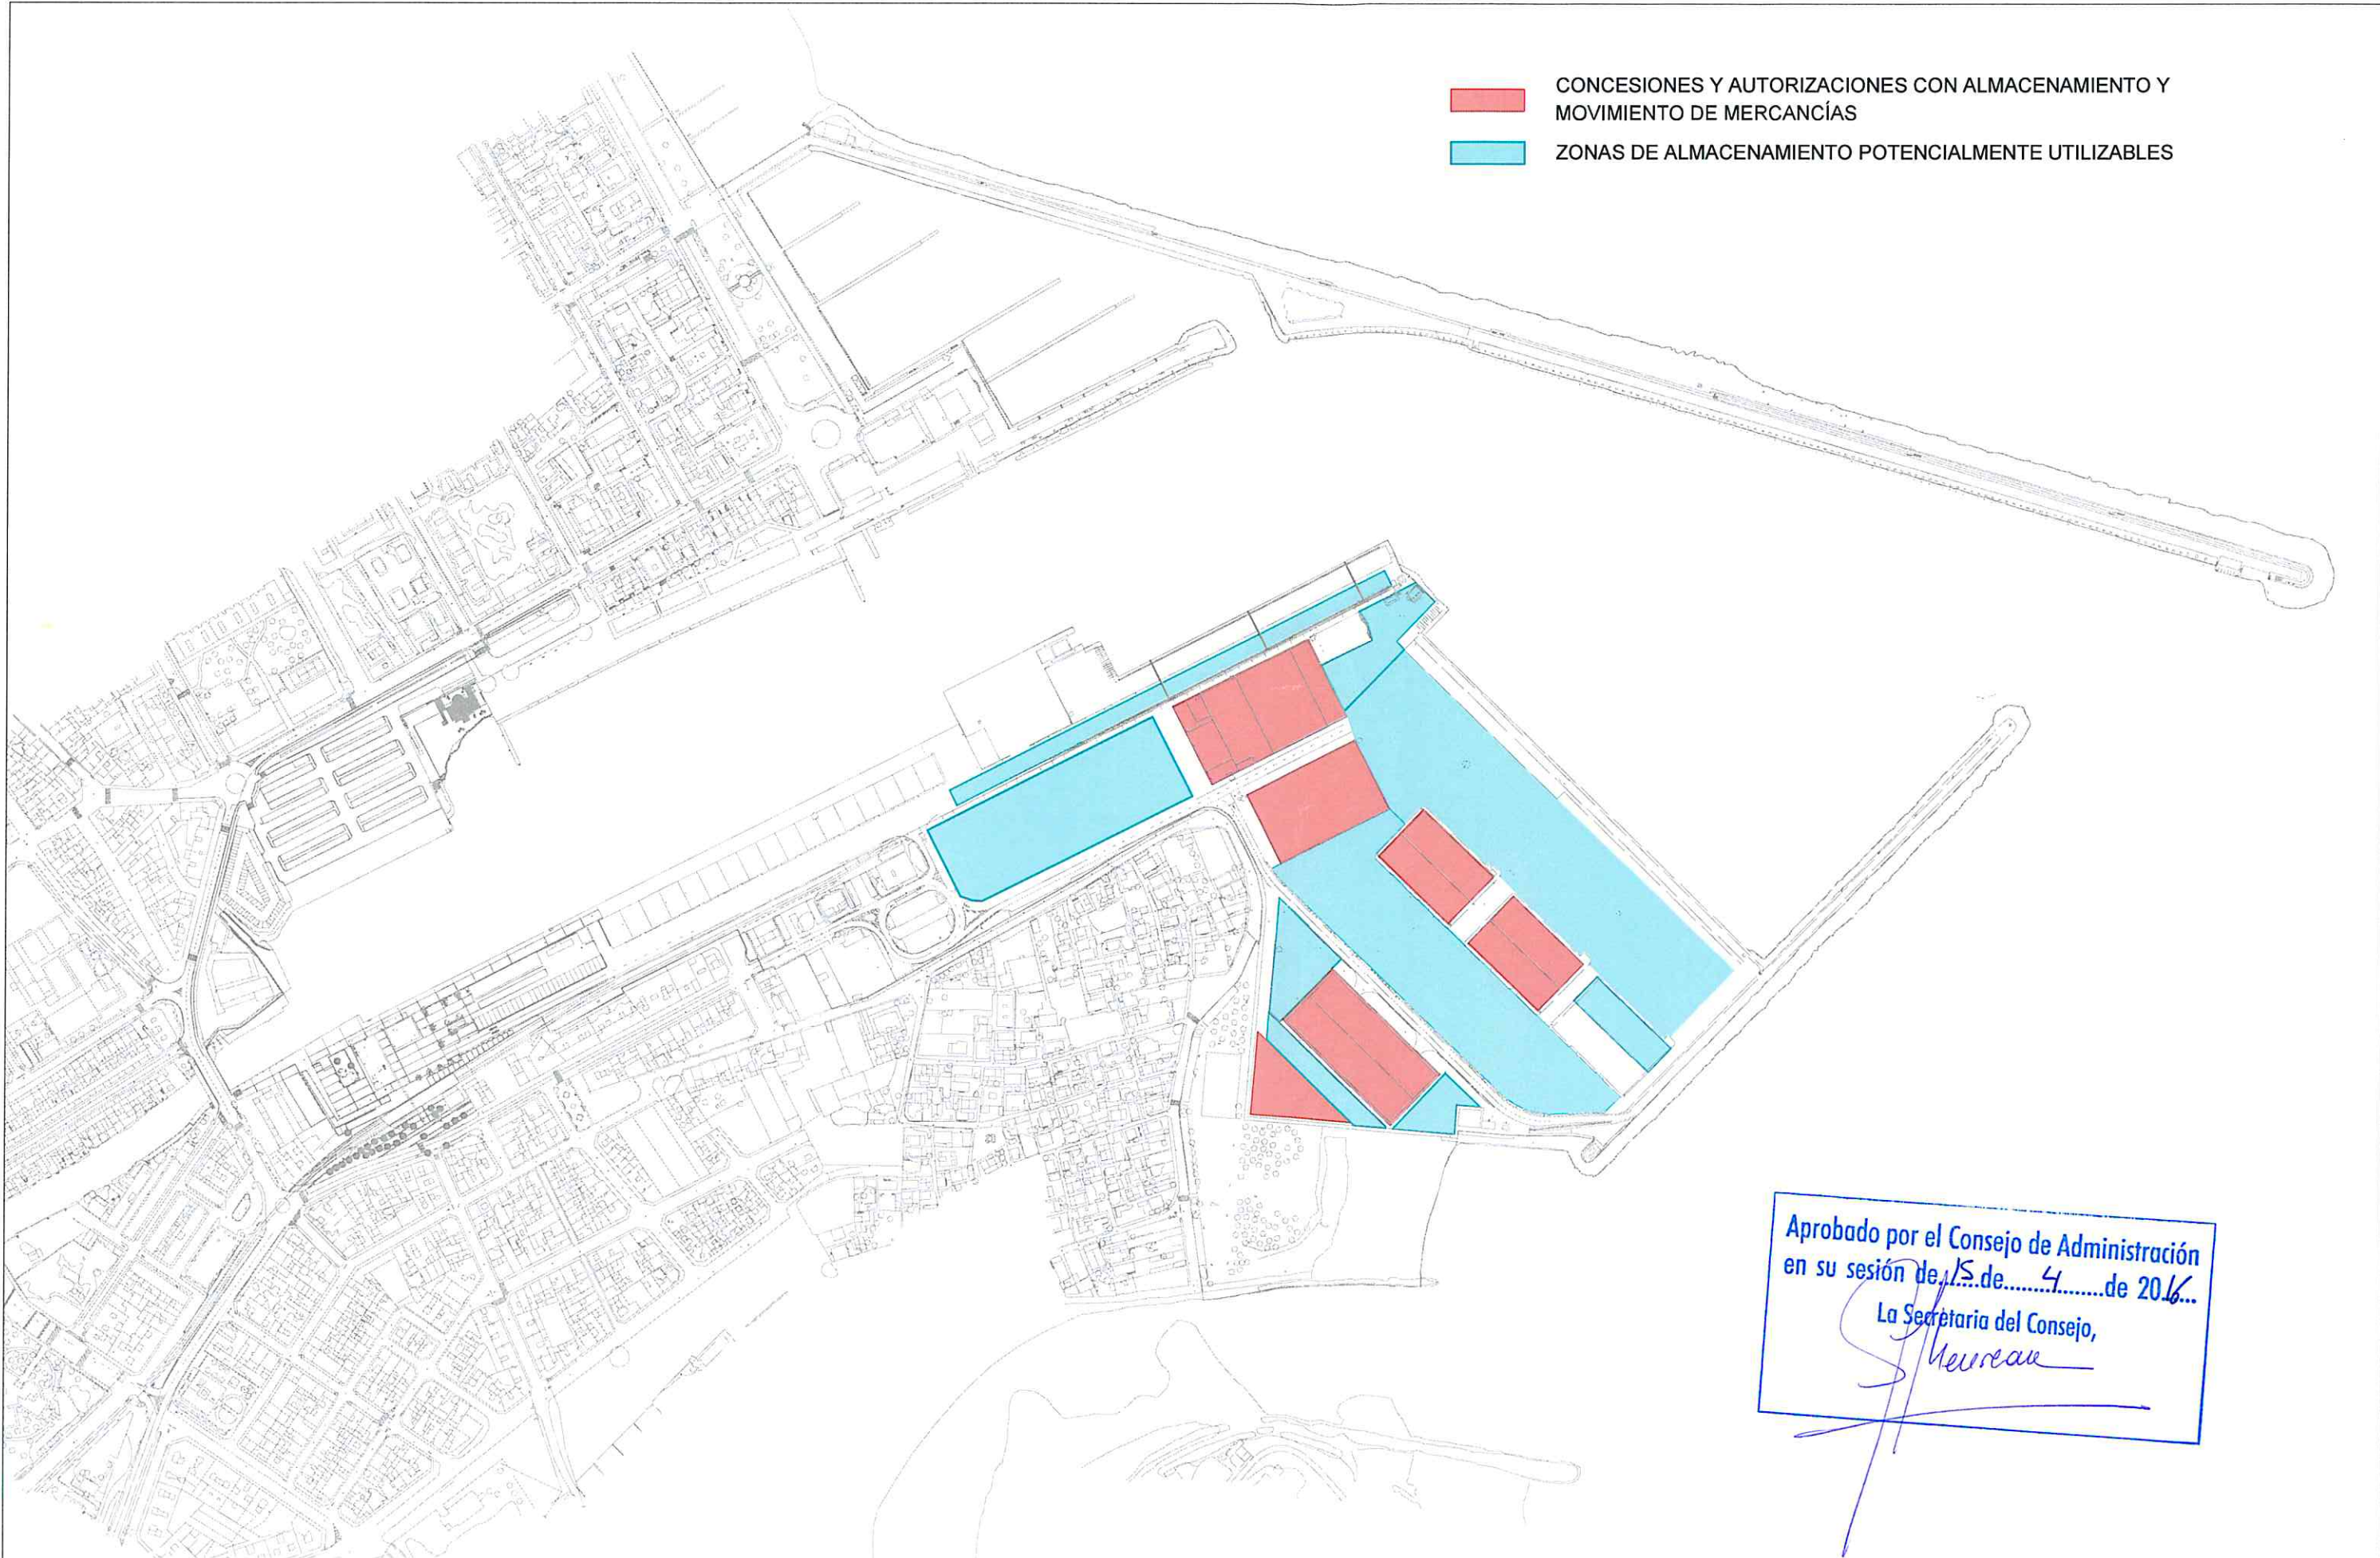 CONCESIONES Y AUTORIZACIONES CON ALMACENAMIENTO Y
MOVIMIENTO DE MERCANCÍAS
ZONAS DE ALMACENAMIENTO POTENCIALMENTE UTILIZABLES
Aprobado por el Consejo de Administración
en su sesión de 15 de........4........de 2016...
La Secretaria del Consejo,